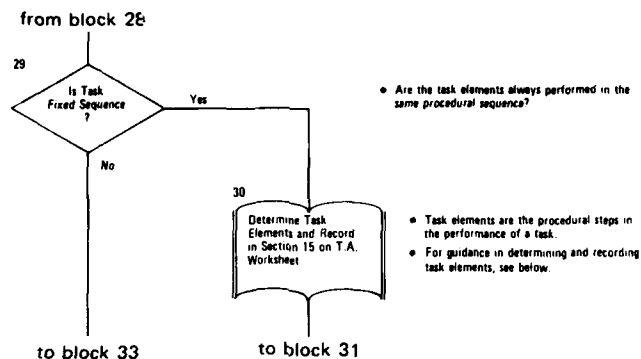 from block 28
29
Is Task
Fixed Sequence
?
Yes
• Are the task elements always performed in the
same procedural sequence?
No
30
Determine Task
Elements and Record
in Section 15 on T.A.
Worksheet
• Task elements are the procedural steps in
the performance of a task.
• For guidance in determining and recording
task elements, see below.
to block 33
to block 31